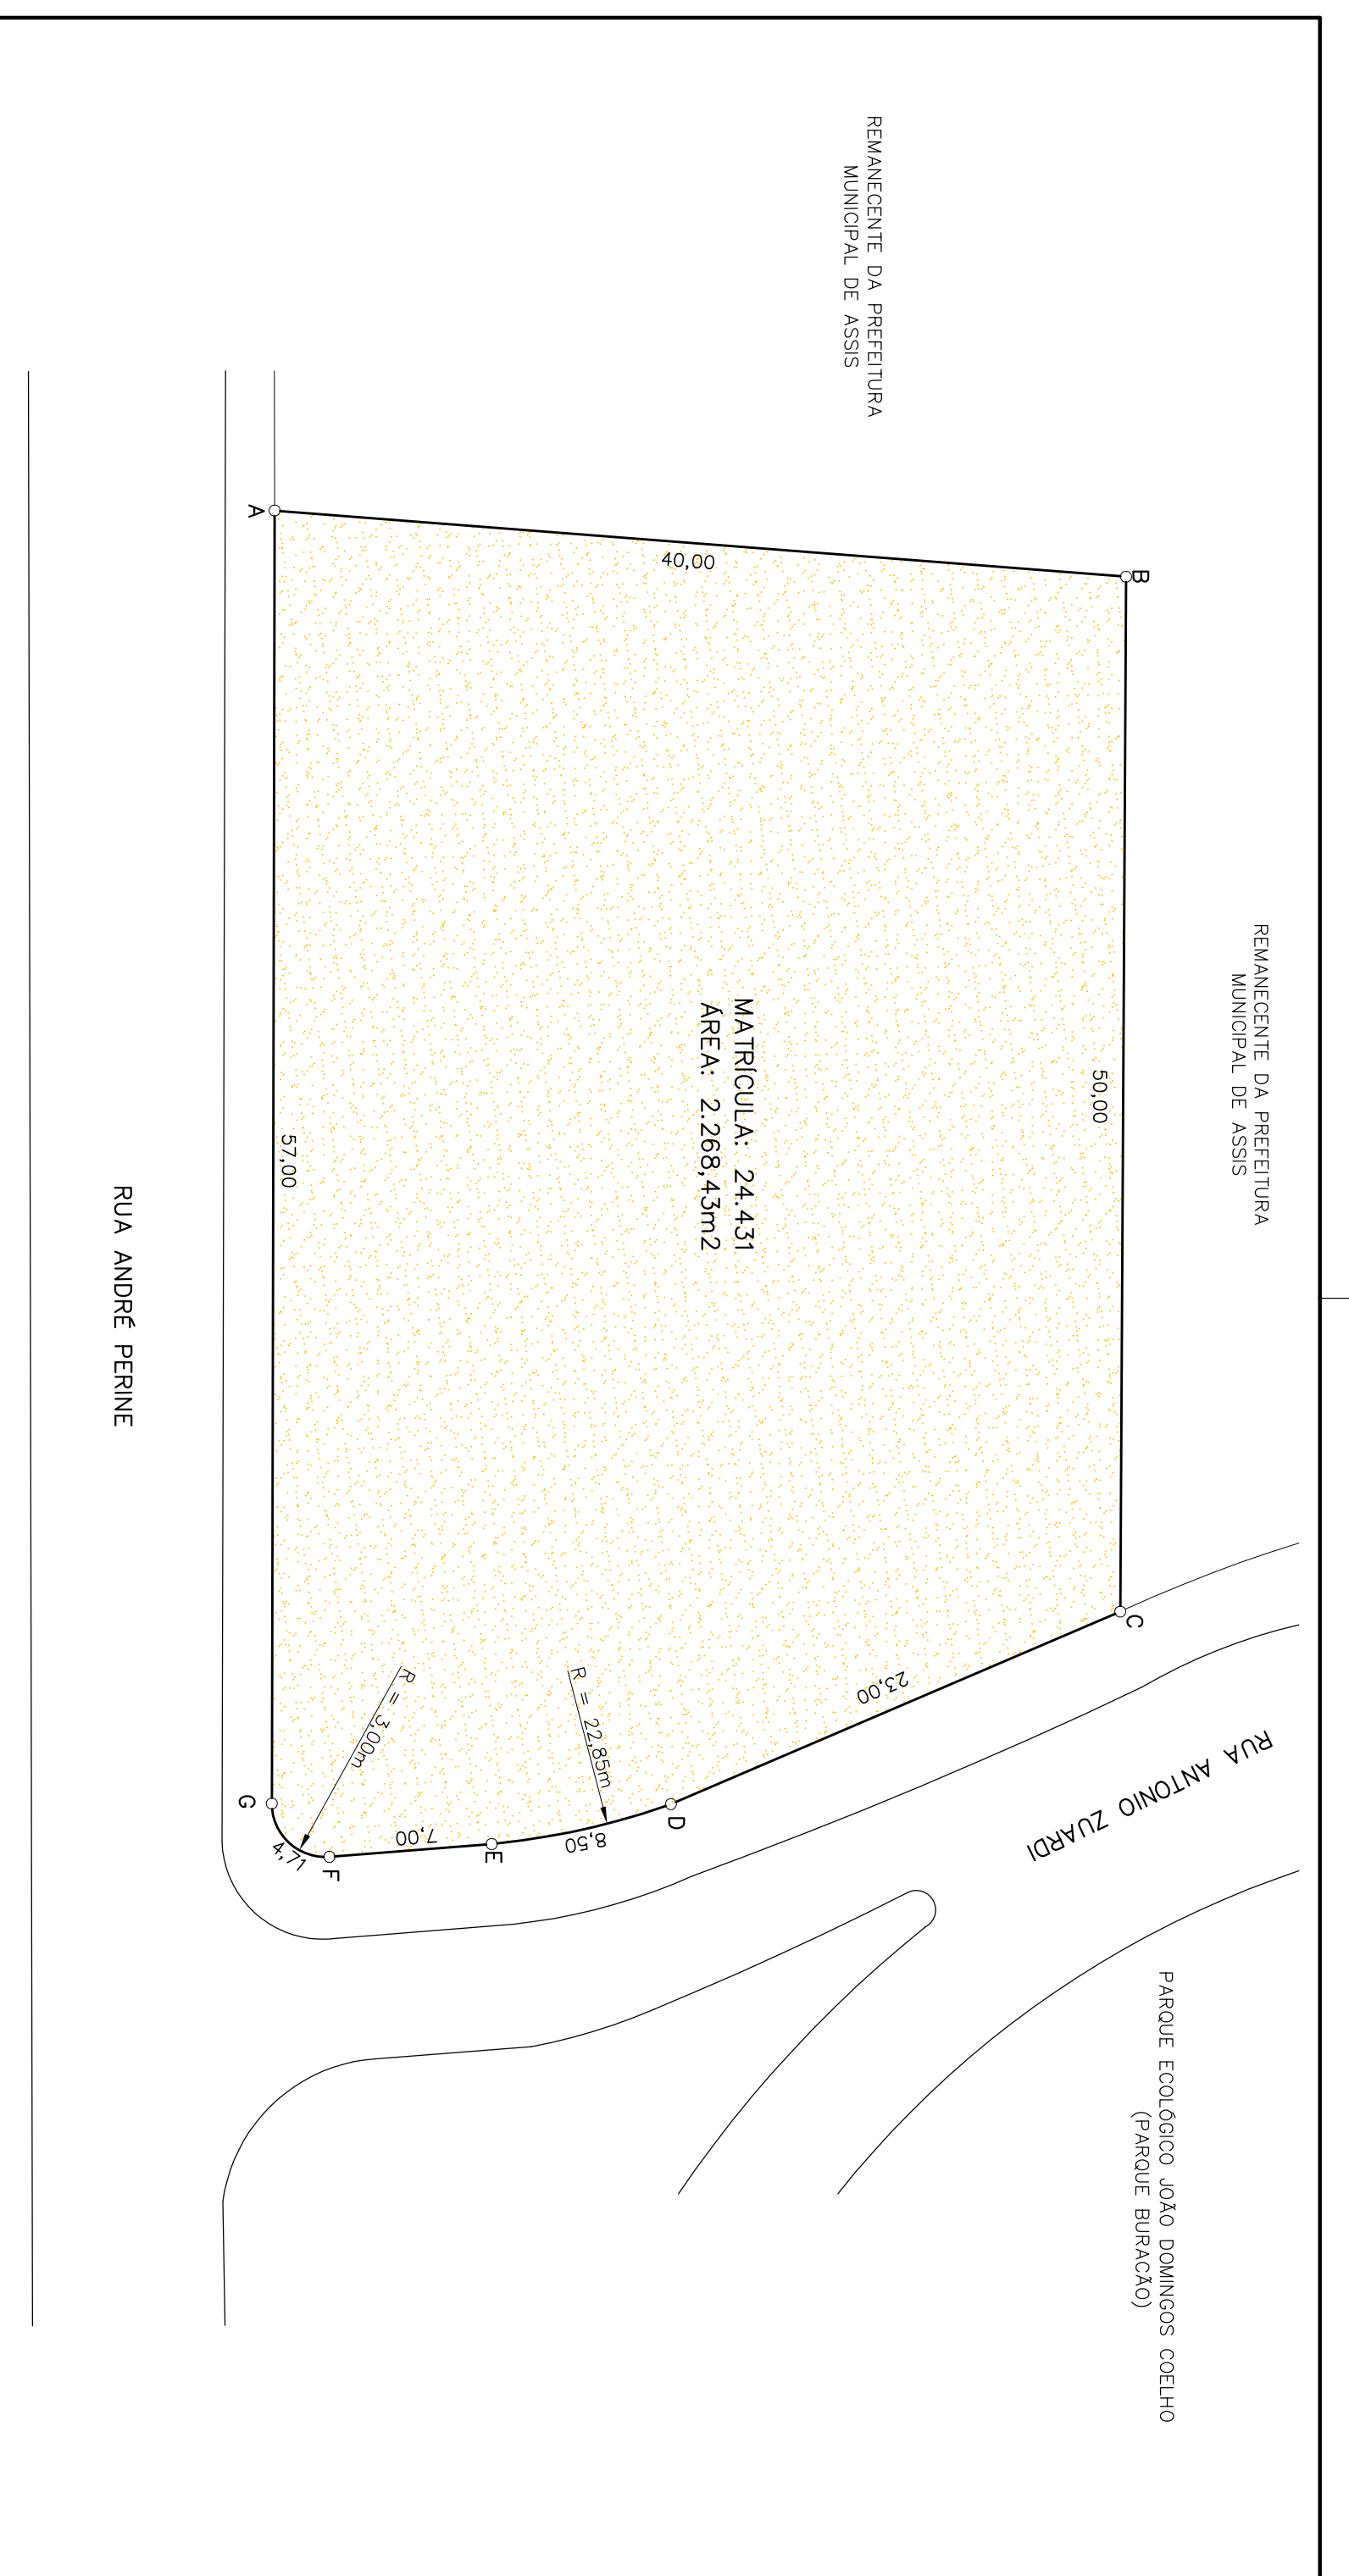 REMANECENTE DA PREFEITURA
MUNICIPAL DE ASSIS
REMANECENTE DA PREFEITURA
MUNICIPAL DE ASSIS
A
40,00
B
50,00
MATRÍCULA: 24.431
ÁREA: 2.268,43m2
57,00
RUA ANDRÉ PERINE
C
23,00
RUA ANTONIO ZUARDI
R = 22,85m
R = 3,00m
D
8,50
E
7,00
F
4,71
G
PARQUE ECOLÓGICO JOÃO DOMINGOS COELHO
(PARQUE BURACÃO)